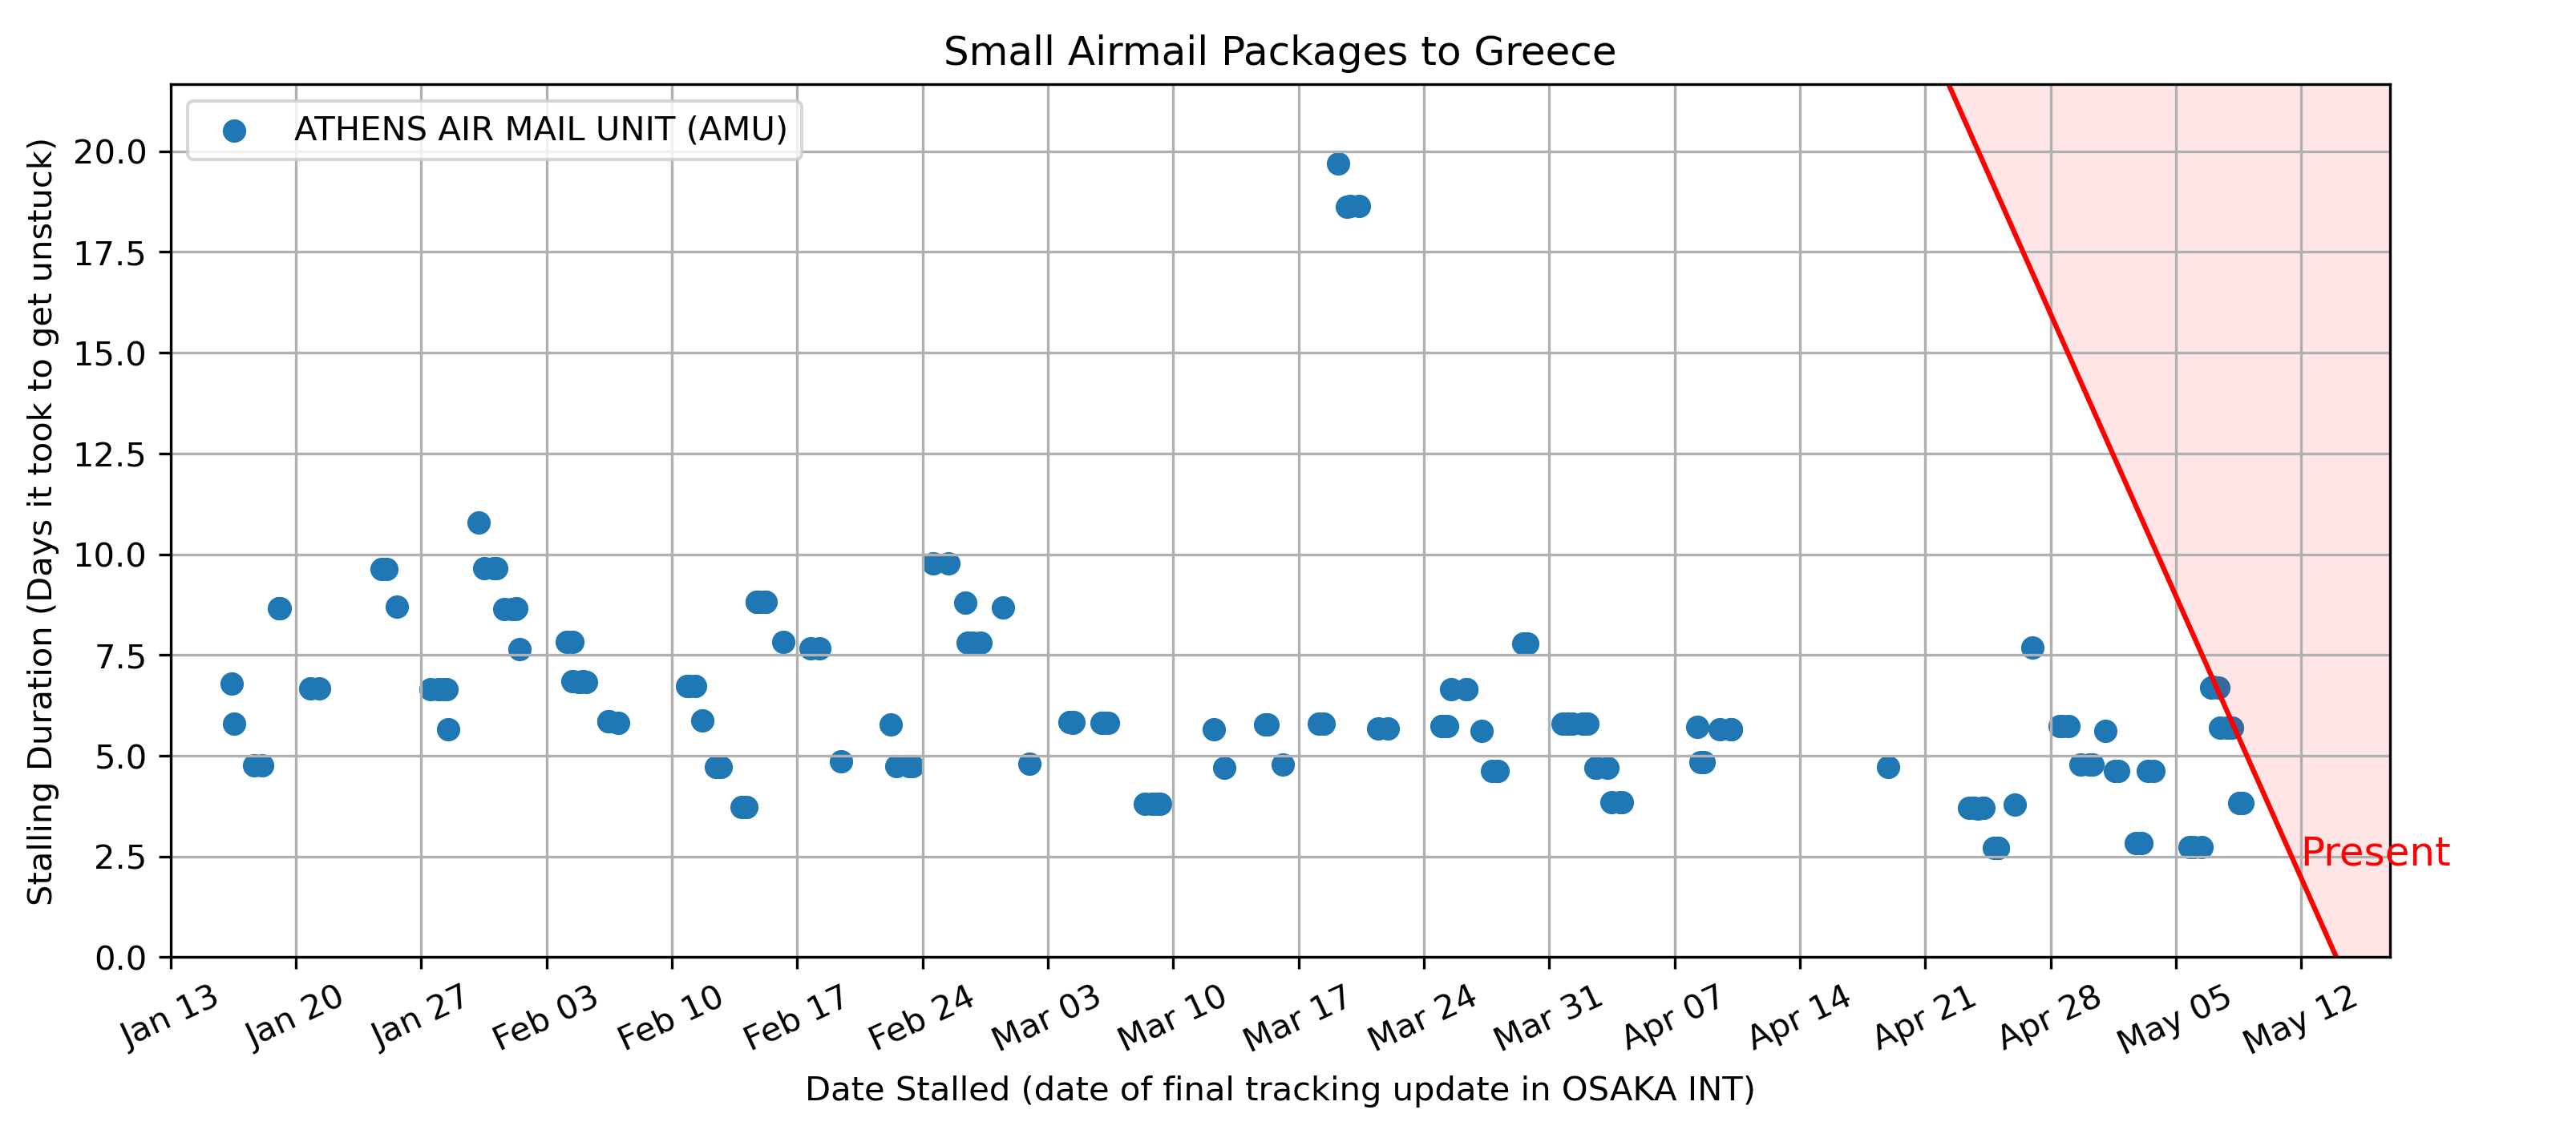 Small Airmail Packages to Greece
ATHENS AIR MAIL UNIT (AMU)
Stalling Duration (Days it took to get unstuck)
20.0
17.5
15.0
12.5
10.0
7.5
5.0
2.5
0.0
Present
Jan 13 Jan 20 Jan 27 Feb 03 Feb 10 Feb 17 Feb 24 Mar 03 Mar 10 Mar 17 Mar 24 Mar 31 Apr 07 Apr 14 Apr 21 Apr 28 May 05 May 12
Date Stalled (date of final tracking update in OSAKA INT)